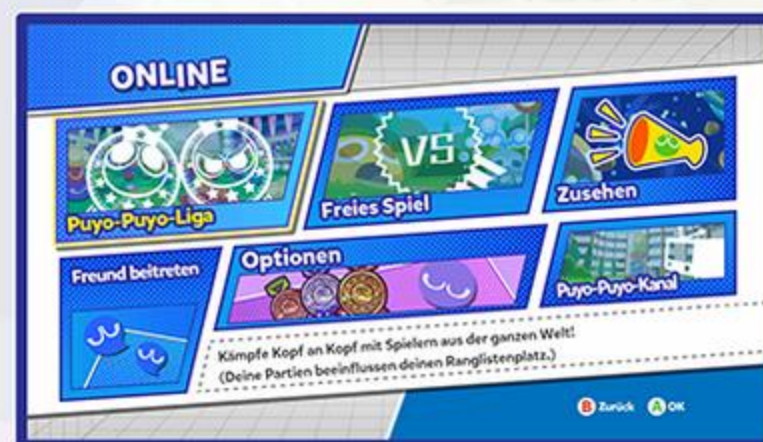 ONLINE
Puyo-Puyo-Liga
VS
Freies Spiel
Zusehen
Freund beitreten
Optionen
Puyo-Puyo-Kanal
Kämpfe Kopf an Kopf mit Spielern aus der ganzen Welt!
(Deine Partien beeinflussen deinen Ranglistenplatz.)
B Zurück A OK